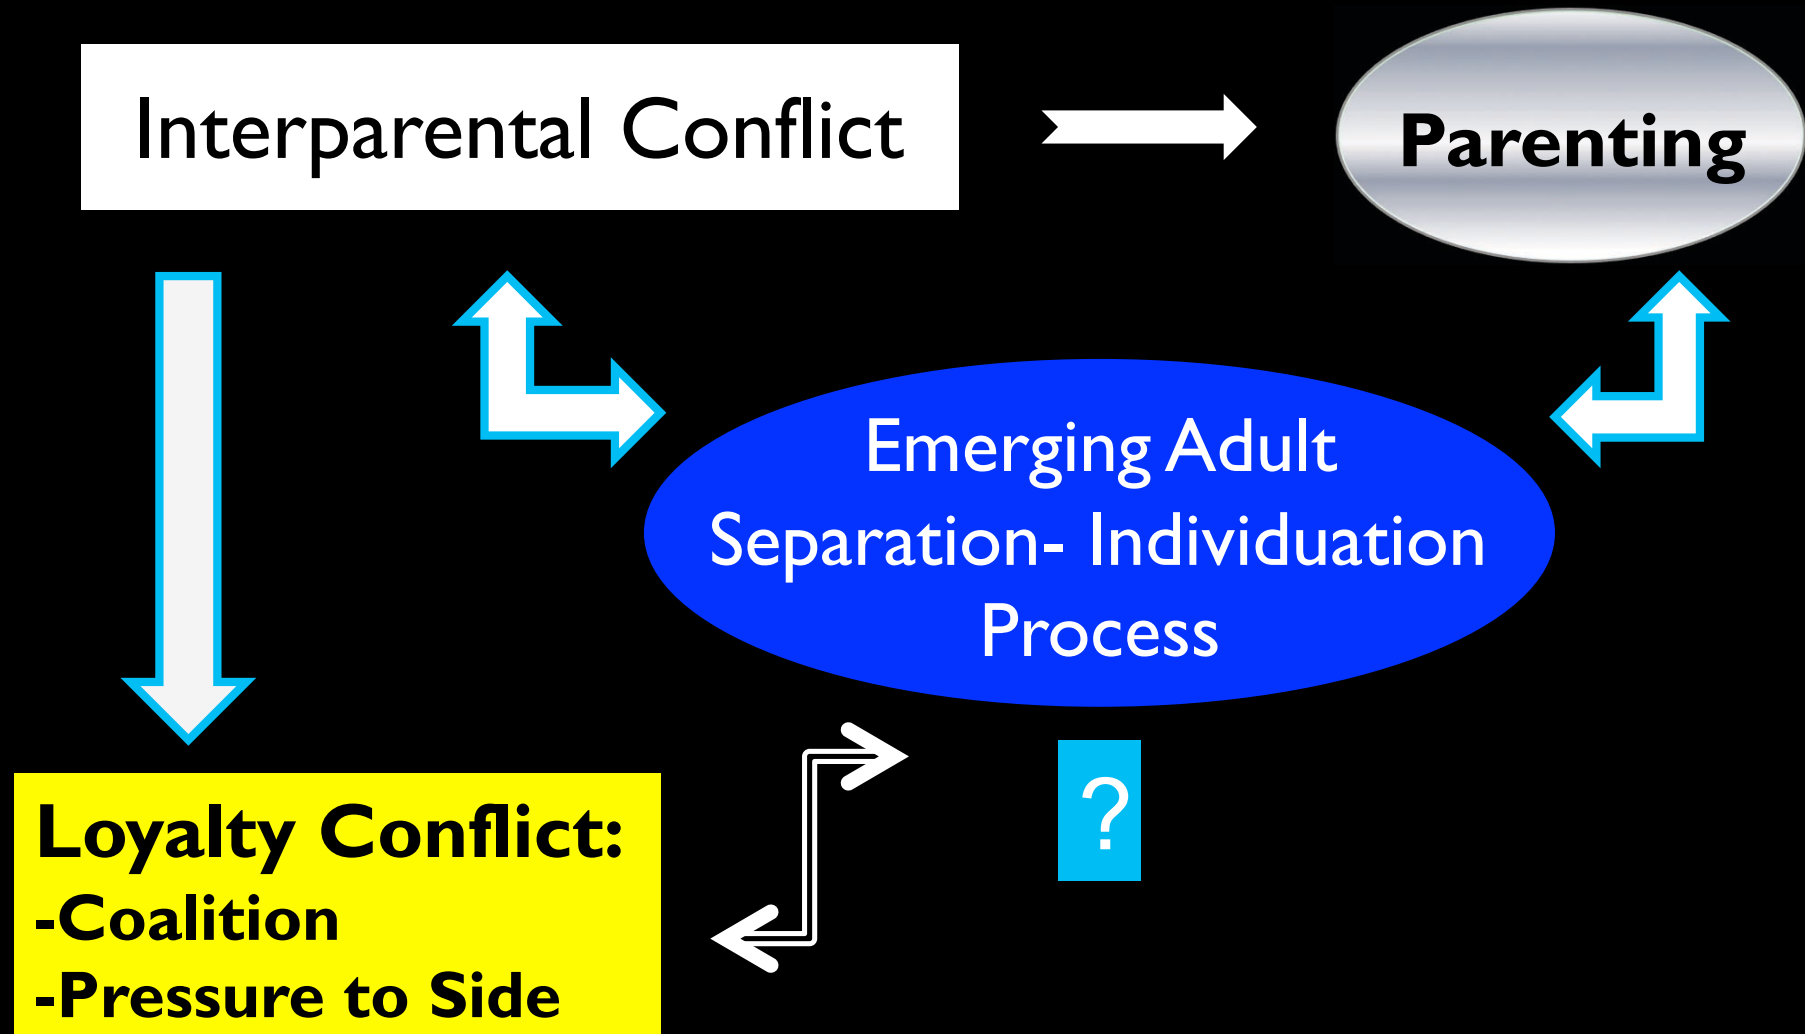 Interparental Conflict
Parenting
Emerging Adult
Separation- Individuation
Process
?
Loyalty Conflict:
-Coalition
-Pressure to Side